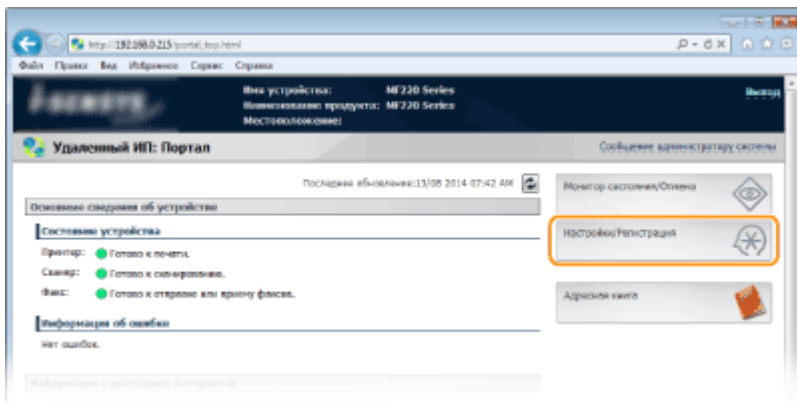 http://192.168.0.215/portal_top.html
Файл Правка Вид Избранное Сервис Справка
Имя устройства: MF220 Series
Наименование продукта: MF220 Series
Местоположение:
Выход
Удаленный ИП: Портал
Сообщение администратору системы
Последнее обновление:13/08 2014 07:42 AM
Основные сведения об устройстве
Состояние устройства
Принтер: Готово к печати.
Сканер: Готово к сканированию.
Факс: Готово к отправке или приему факсов.
Информация об ошибке
Нет ошибок.
Информация о расходных материалах
Монитор состояния/Отмена
Настройки/Регистрация
Адресная книга